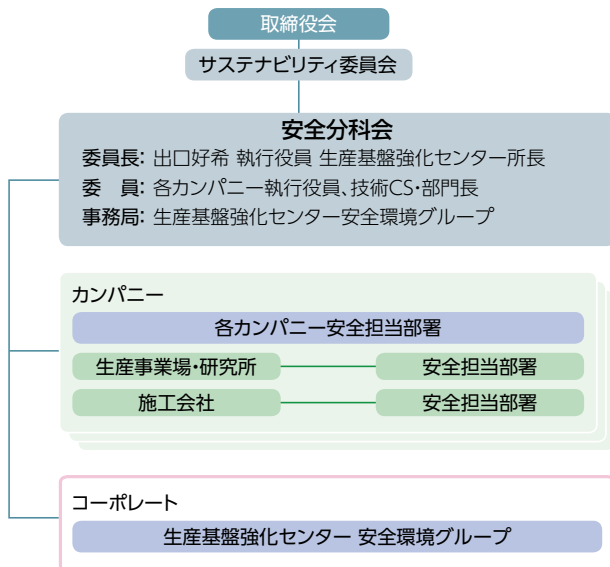 取締役会
サステナビリティ委員会
安全分科会
委員長: 出口好希 執行役員 生産基盤強化センター所長
委　員: 各カンパニー執行役員、技術CS・部門長
事務局: 生産基盤強化センター安全環境グループ
カンパニー
各カンパニー安全担当部署
生産事業場・研究所 安全担当部署
施工会社 安全担当部署
コーポレート
生産基盤強化センター 安全環境グループ